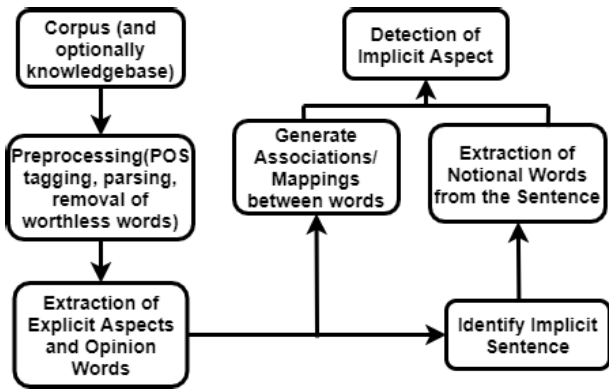 Corpus (and
optionally
knowledgebase)
Preprocessing(POS
tagging, parsing,
removal of
worthless words)
Extraction of
Explicit Aspects
and Opinion
Words
Identify Implicit
Sentence
Generate
Associations/
Mappings
between words
Extraction of
Notional Words
from the Sentence
Detection of
Implicit Aspect